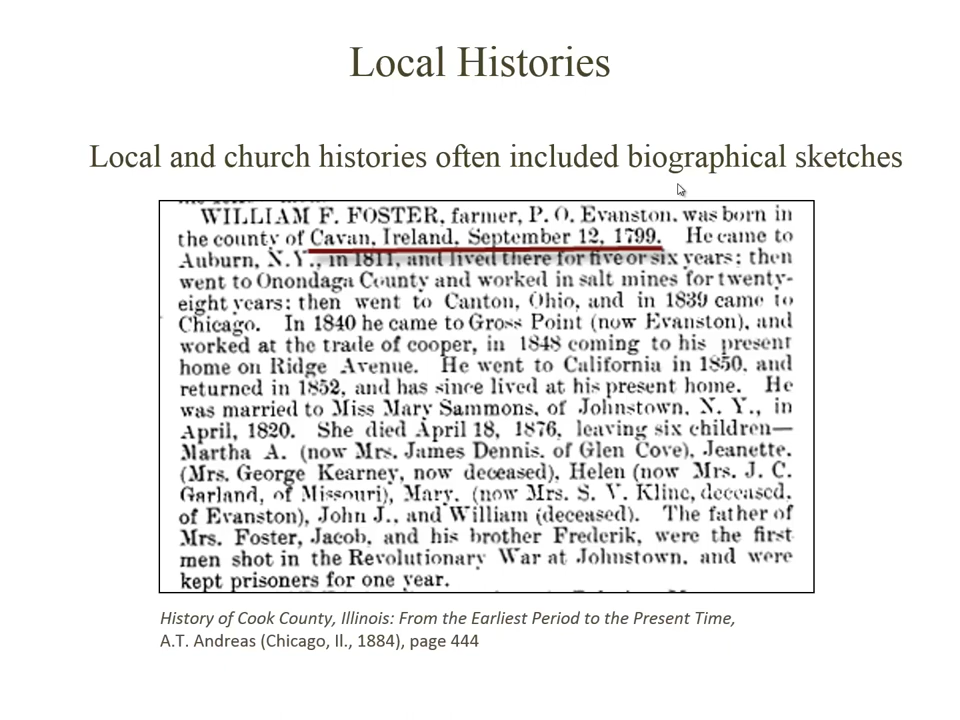 Local Histories
Local and church histories often included biographical sketches
WILLIAM F. FOSTER, farmer, P. O. Evanston, was born in
the county of Cavan, Ireland, September 12, 1799. He came to
Auburn, N.Y., in 1811, and lived there for five or six years; then
went to Onondaga County and worked in salt mines for twenty-
eight years; then went to Canton, Ohio, and in 1839 came to
Chicago. In 1840 he came to Gross Point (now Evanston), and
worked at the trade of cooper, in 1848 coming to his present
home on Ridge Avenue. He went to California in 1850, and
returned in 1852, and has since lived at his present home. He
was married to Miss Mary Sammons, of Johnstown, N. Y., in
April, 1820. She died April 18, 1876, leaving six children—
Martha A. (now Mrs. James Dennis, of Glen Cove), Jeanette,
(Mrs. George Kearney, now deceased), Helen (now Mrs. J. C.
Garland, of Missouri), Mary, (now Mrs. S. V. Kline, deceased,
of Evanston), John J., and William (deceased). The father of
Mrs. Foster, Jacob, and his brother Frederik, were the first
men shot in the Revolutionary War at Johnstown, and were
kept prisoners for one year.
History of Cook County, Illinois: From the Earliest Period to the Present Time,
A.T. Andreas (Chicago, Il., 1884), page 444